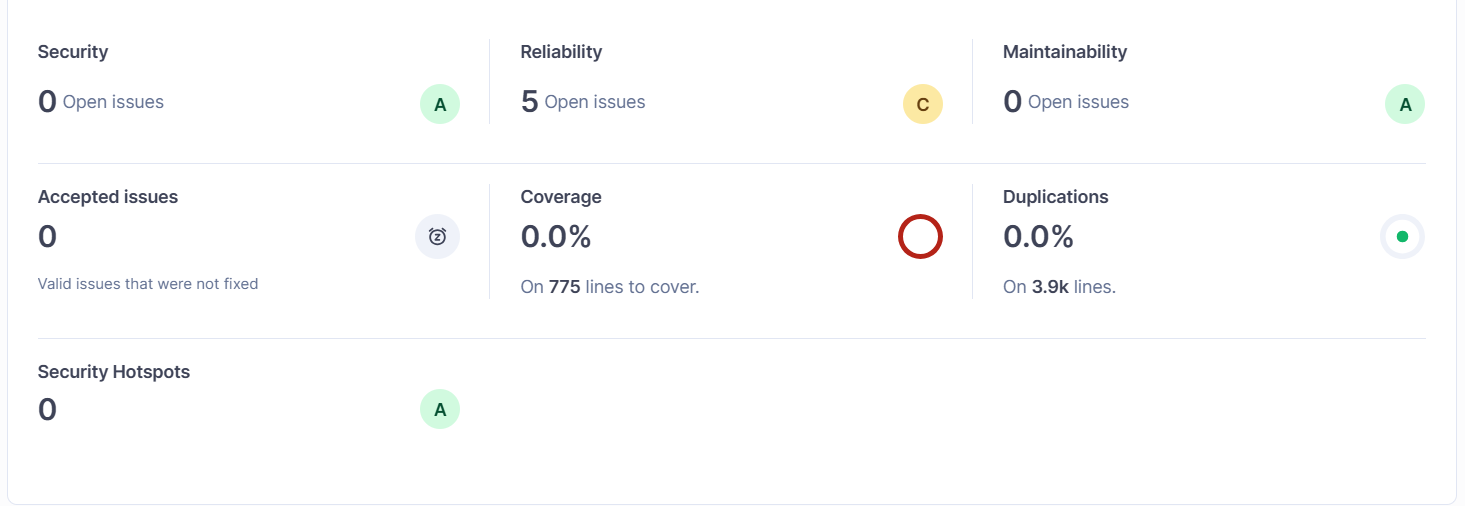 Security
0 Open issues
A
Reliability
5 Open issues
C
Maintainability
0 Open issues
A
Accepted issues
0
Valid issues that were not fixed
Coverage
0.0%
On 775 lines to cover.
Duplications
0.0%
On 3.9k lines.
Security Hotspots
0
A